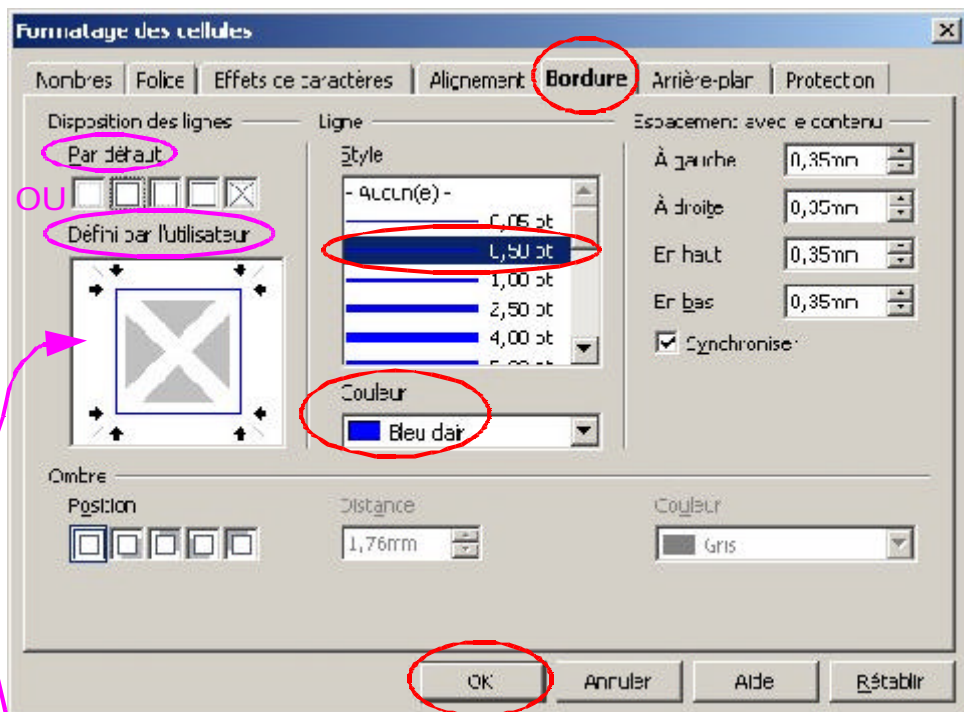 Formatage des cellules
Nombres Police Effets de caractères Alignement Bordure Arrière-plan Protection
Disposition des lignes Ligne Espacement avec le contenu
Par défaut Style À gauche 0,35mm
OU - Aucun(e) - À droite 0,35mm
0,05 pt
Défini par l'utilisateur 0,50 pt En haut 0,35mm
1,00 pt
2,50 pt En bas 0,35mm
4,00 pt Synchroniser
5,00 pt
Couleur
Bleu clair
Ombre
Position Distance Couleur
1,76mm Gris
OK Annuler Aide Rétablir